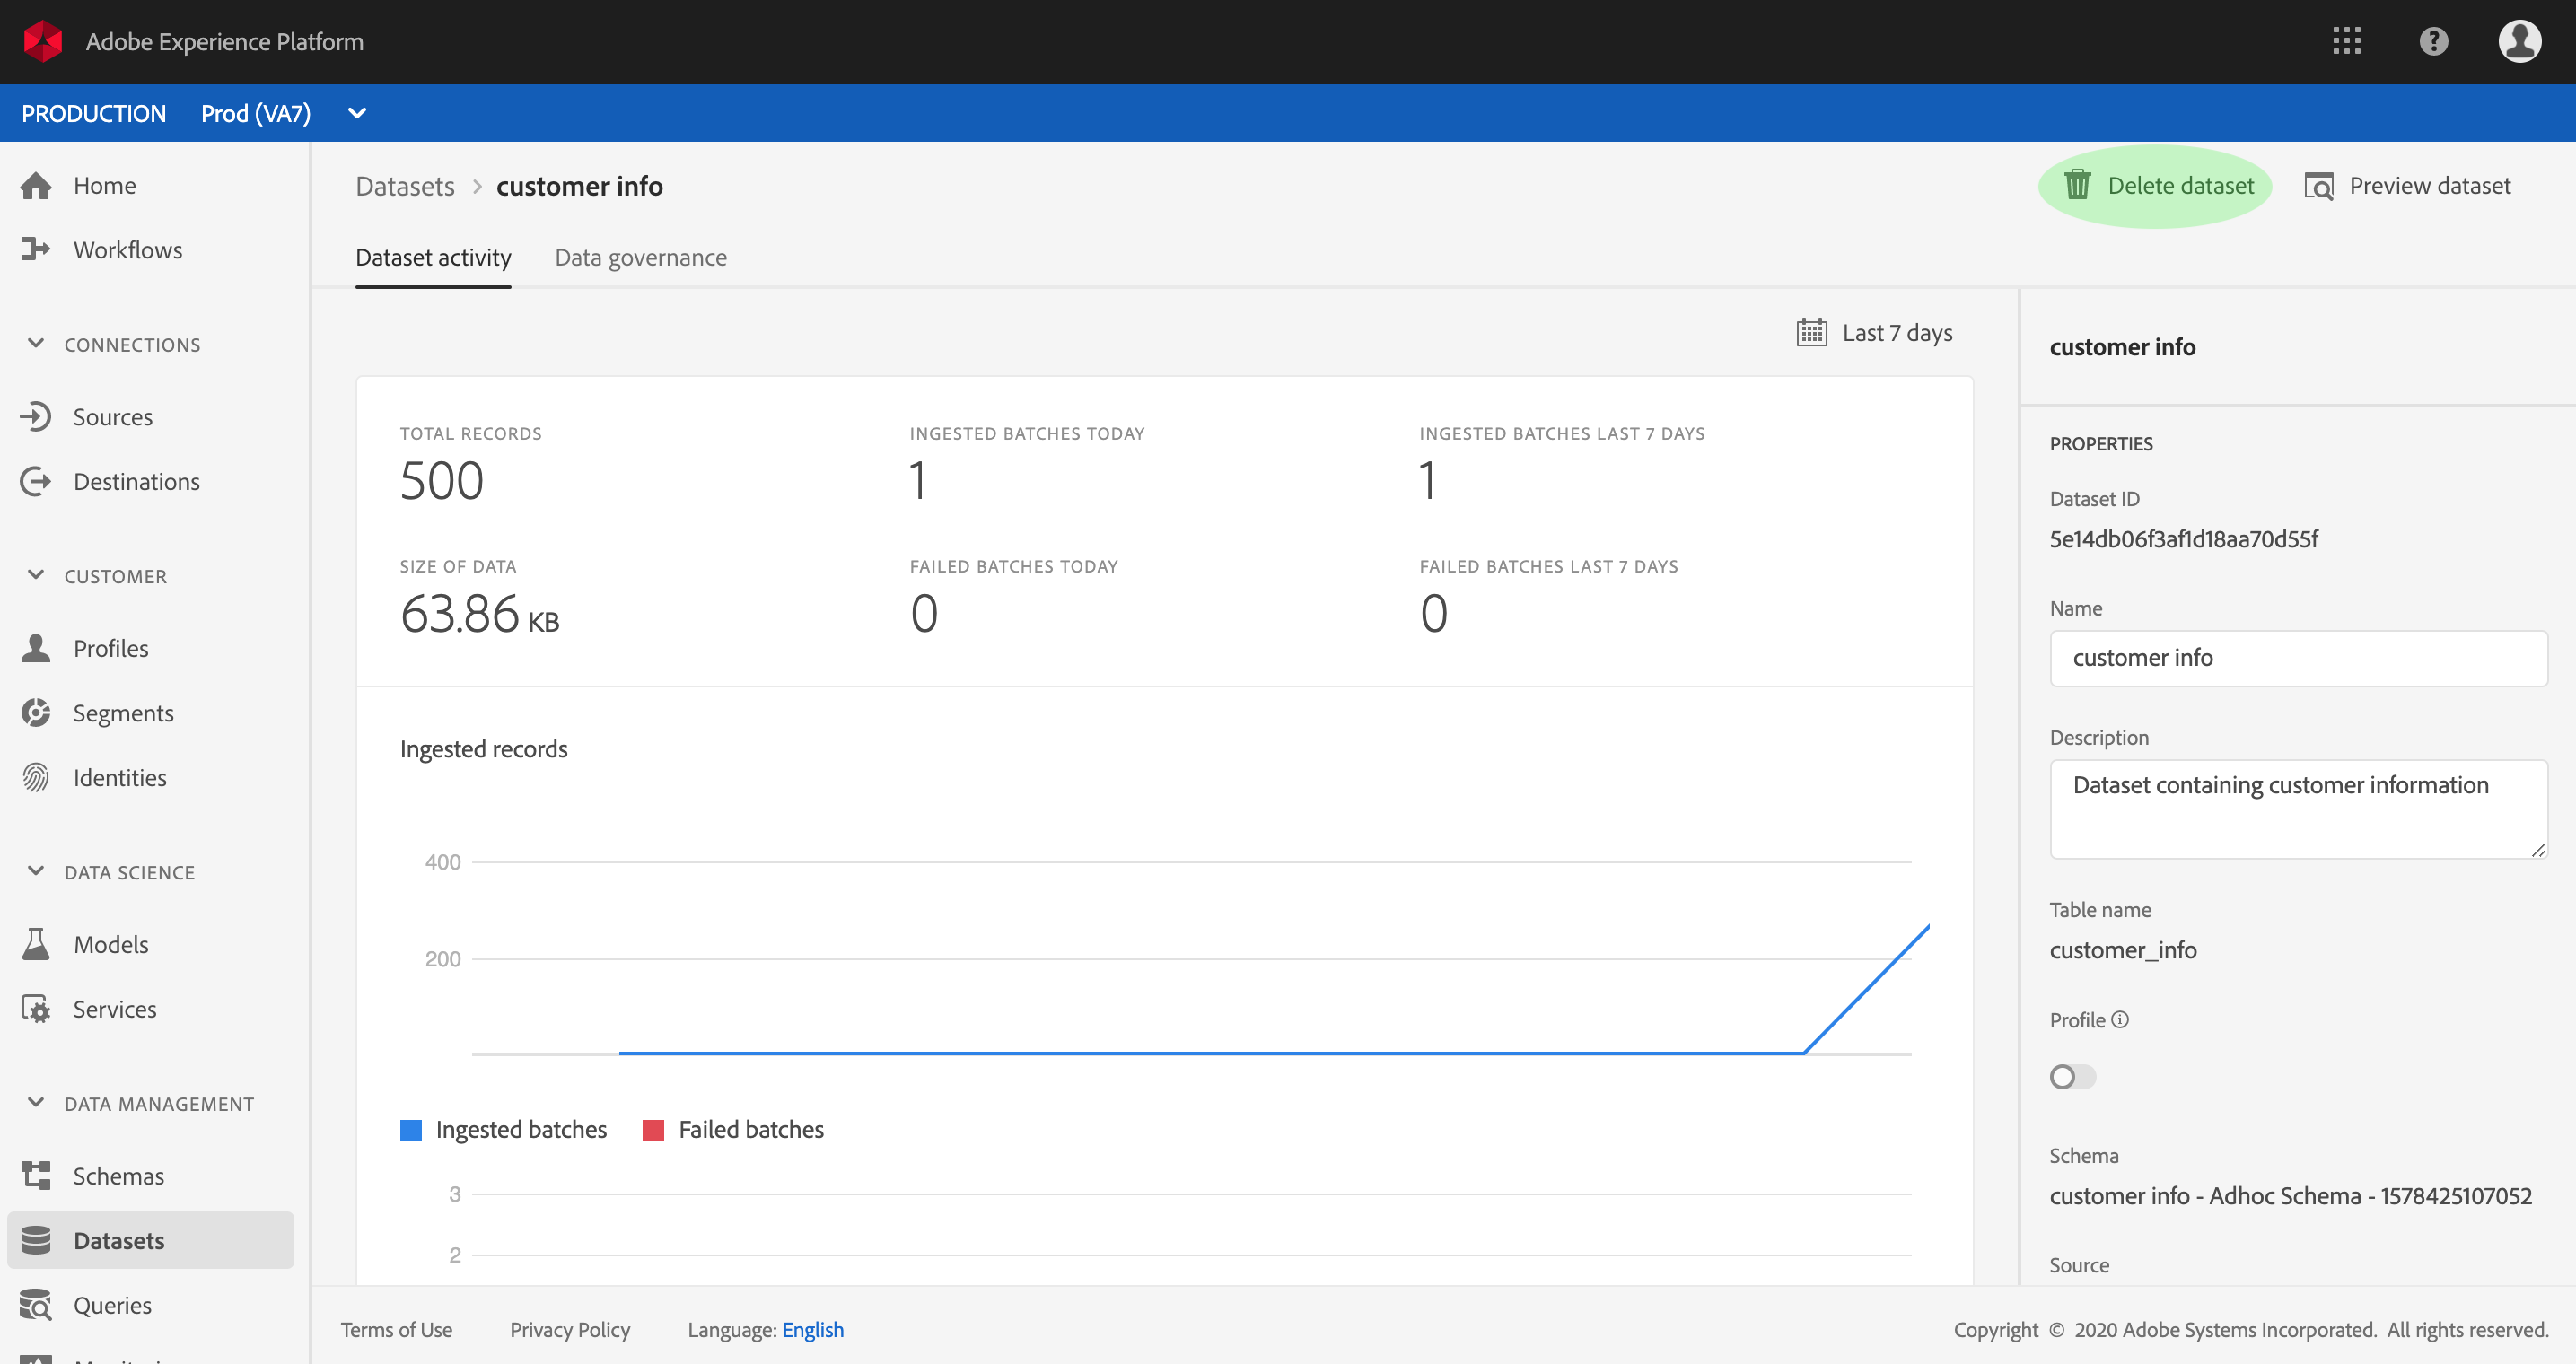 Adobe Experience Platform
PRODUCTION Prod (VA7)
Home
Workflows
CONNECTIONS
Sources
Destinations
CUSTOMER
Profiles
Segments
Identities
DATA SCIENCE
Models
Services
DATA MANAGEMENT
Schemas
Datasets
Queries
Datasets > customer info
Delete dataset
Preview dataset
Dataset activity
Data governance
Last 7 days
TOTAL RECORDS
500
INGESTED BATCHES TODAY
1
INGESTED BATCHES LAST 7 DAYS
1
SIZE OF DATA
63.86 KB
FAILED BATCHES TODAY
0
FAILED BATCHES LAST 7 DAYS
0
Ingested records
400
200
Ingested batches
Failed batches
3
2
customer info
PROPERTIES
Dataset ID
5e14db06f3af1d18aa70d55f
Name
customer info
Description
Dataset containing customer information
Table name
customer_info
Profile
Schema
customer info - Adhoc Schema - 1578425107052
Source
Terms of Use
Privacy Policy
Language: English
Copyright © 2020 Adobe Systems Incorporated. All rights reserved.